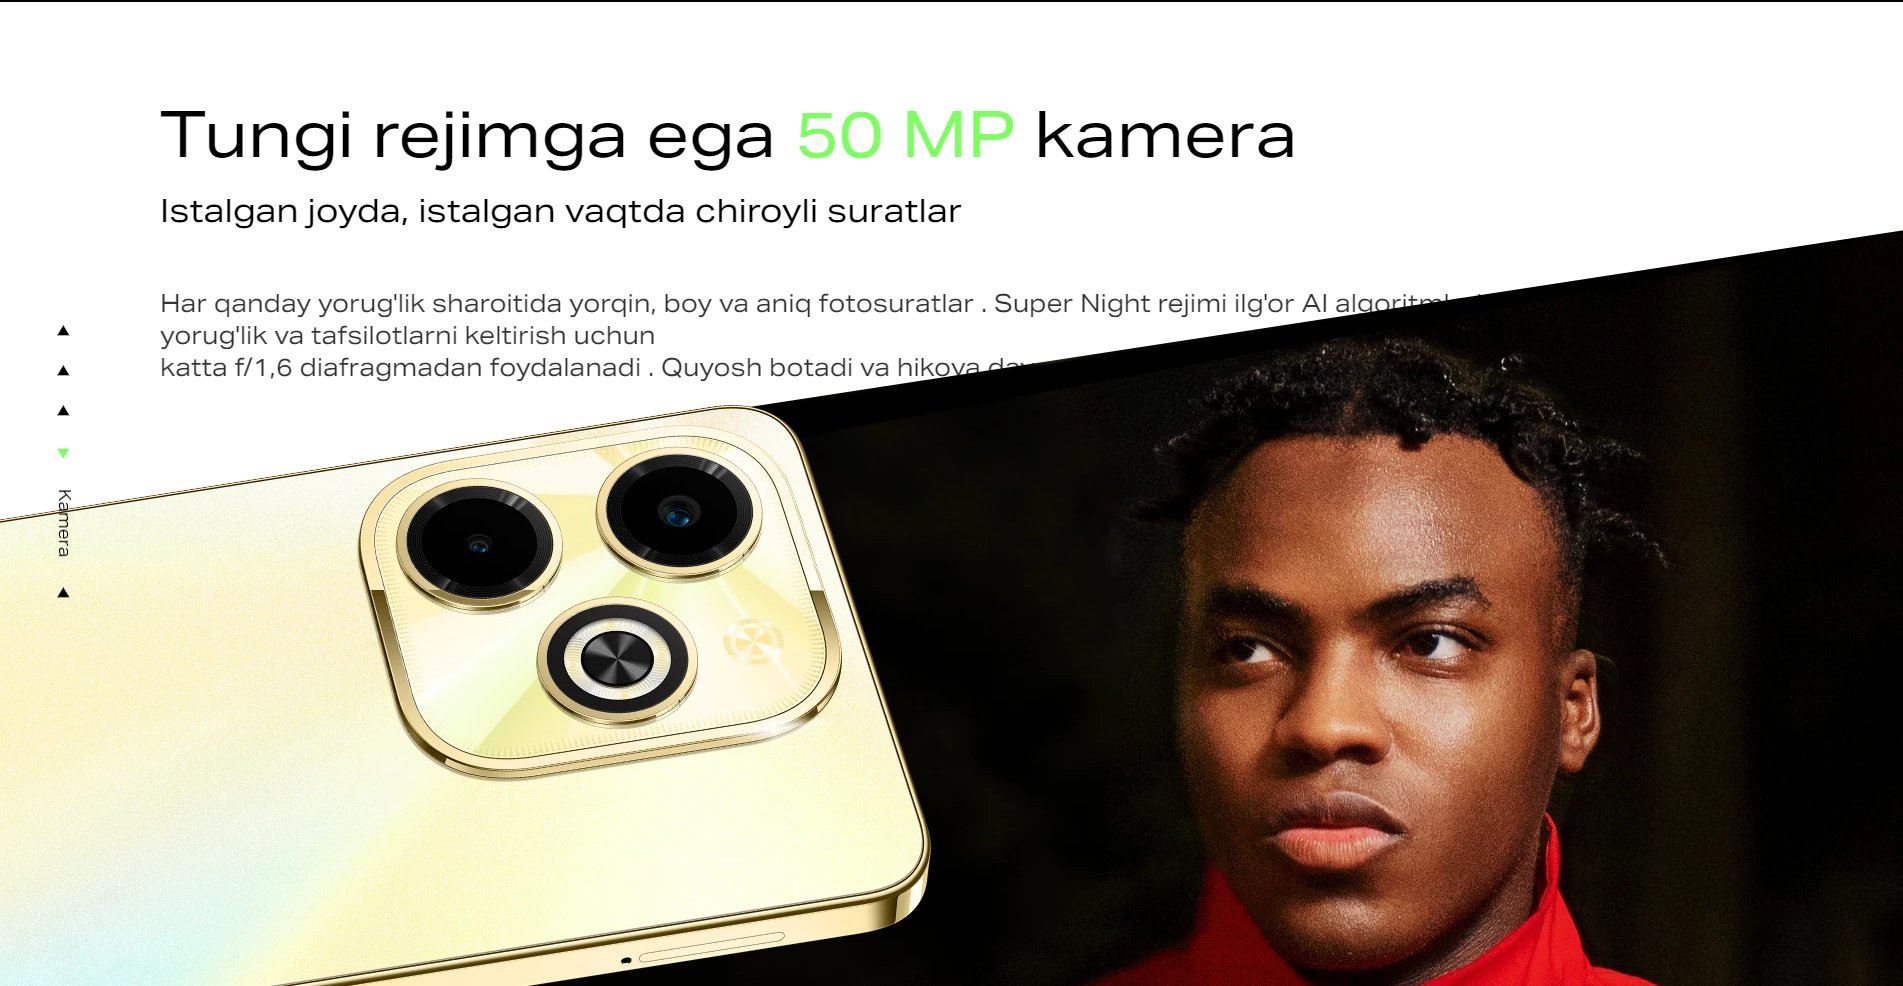 Tungi rejimga ega 50 MP kamera
Istalgan joyda, istalgan vaqtda chiroyli suratlar
Har qanday yorug'lik sharoitida yorqin, boy va aniq fotosuratlar . Super Night rejimi ilg'or AI
yorug'lik va tafsilotlarni keltirish uchun
katta f/1,6 diafragmadan foydalanadi . Quyosh botadi va hikoya
Kamera